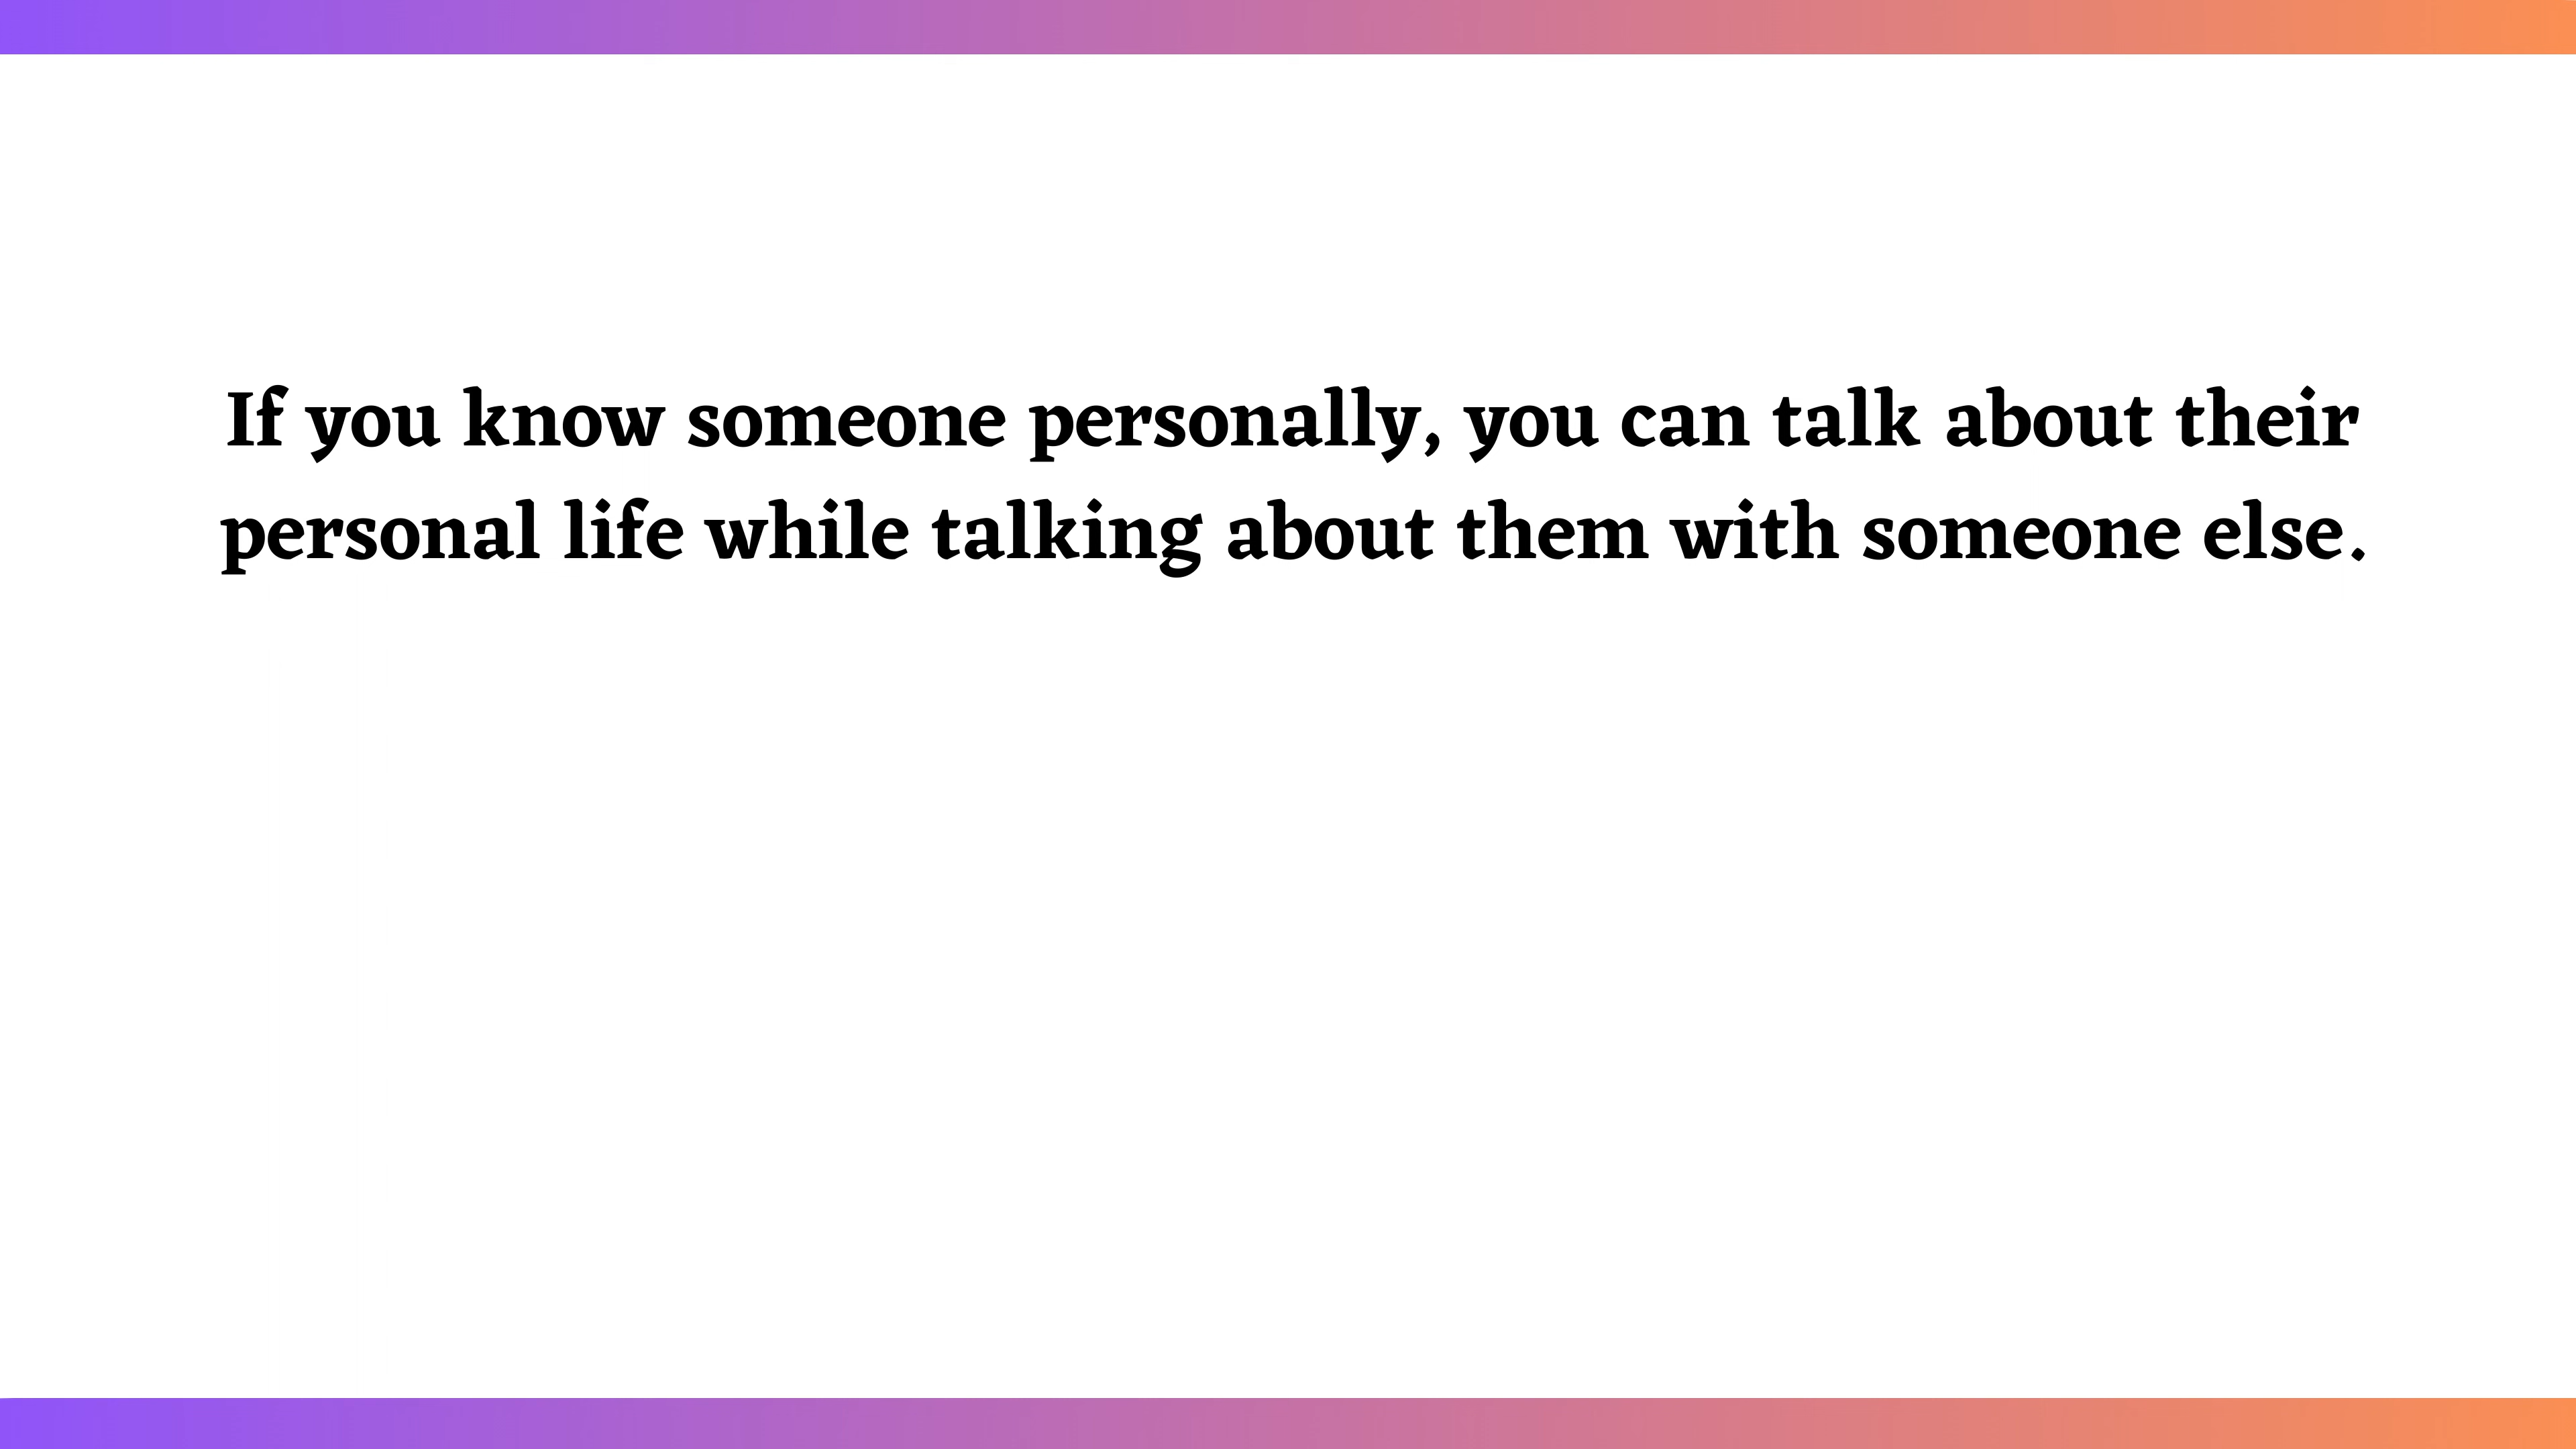 If you know someone personally, you can talk about their
personal life while talking about them with someone else.